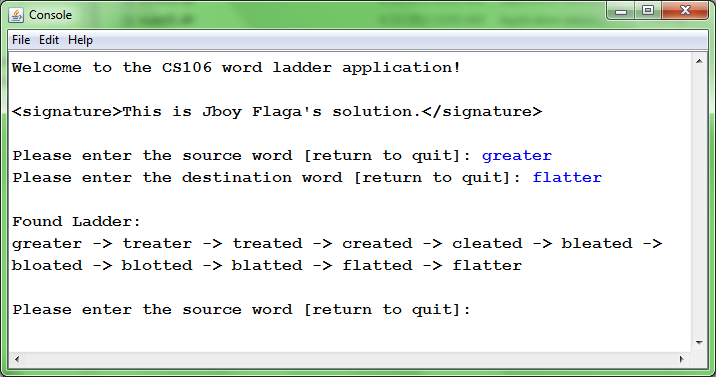 Console
File Edit Help
Welcome to the CS106 word ladder application!
<signature>This is Jboy Flaga's solution.</signature>
Please enter the source word [return to quit]: greater
Please enter the destination word [return to quit]: flatter
Found Ladder:
greater -> treater -> treated -> created -> cleated -> bleated ->
bloated -> blotted -> blatted -> flatted -> flatter
Please enter the source word [return to quit]: